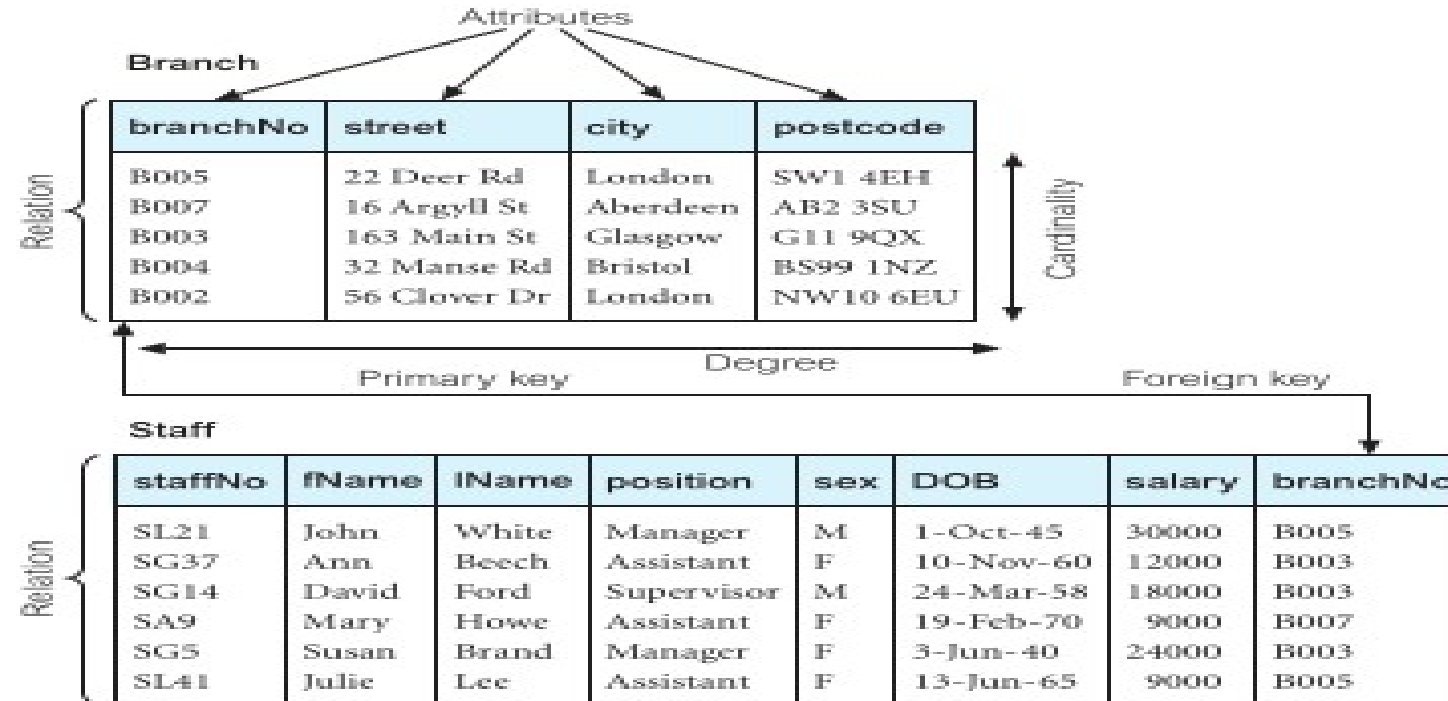 Attributes
Branch
branchNo street city postcode
B005 22 Deer Rd London SW1 4EH
B007 16 Argyll St Aberdeen AB2 3SU
B003 163 Main St Glasgow G11 9QX
B004 32 Manse Rd Bristol BS99 1NZ
B002 56 Clover Dr London NW10 6EU
Relation
Cardinality
Degree
Primary key Foreign key
Staff
staffNo fName lName position sex DOB salary branchNo
SL21 John White Manager M 1-Oct-45 30000 B005
SG37 Ann Beech Assistant F 10-Nov-60 12000 B003
SG14 David Ford Supervisor M 24-Mar-58 18000 B003
SA9 Mary Howe Assistant F 19-Feb-70 9000 B007
SG5 Susan Brand Manager F 3-Jun-40 24000 B003
SL41 Julie Lee Assistant F 13-Jun-65 9000 B005
Relation